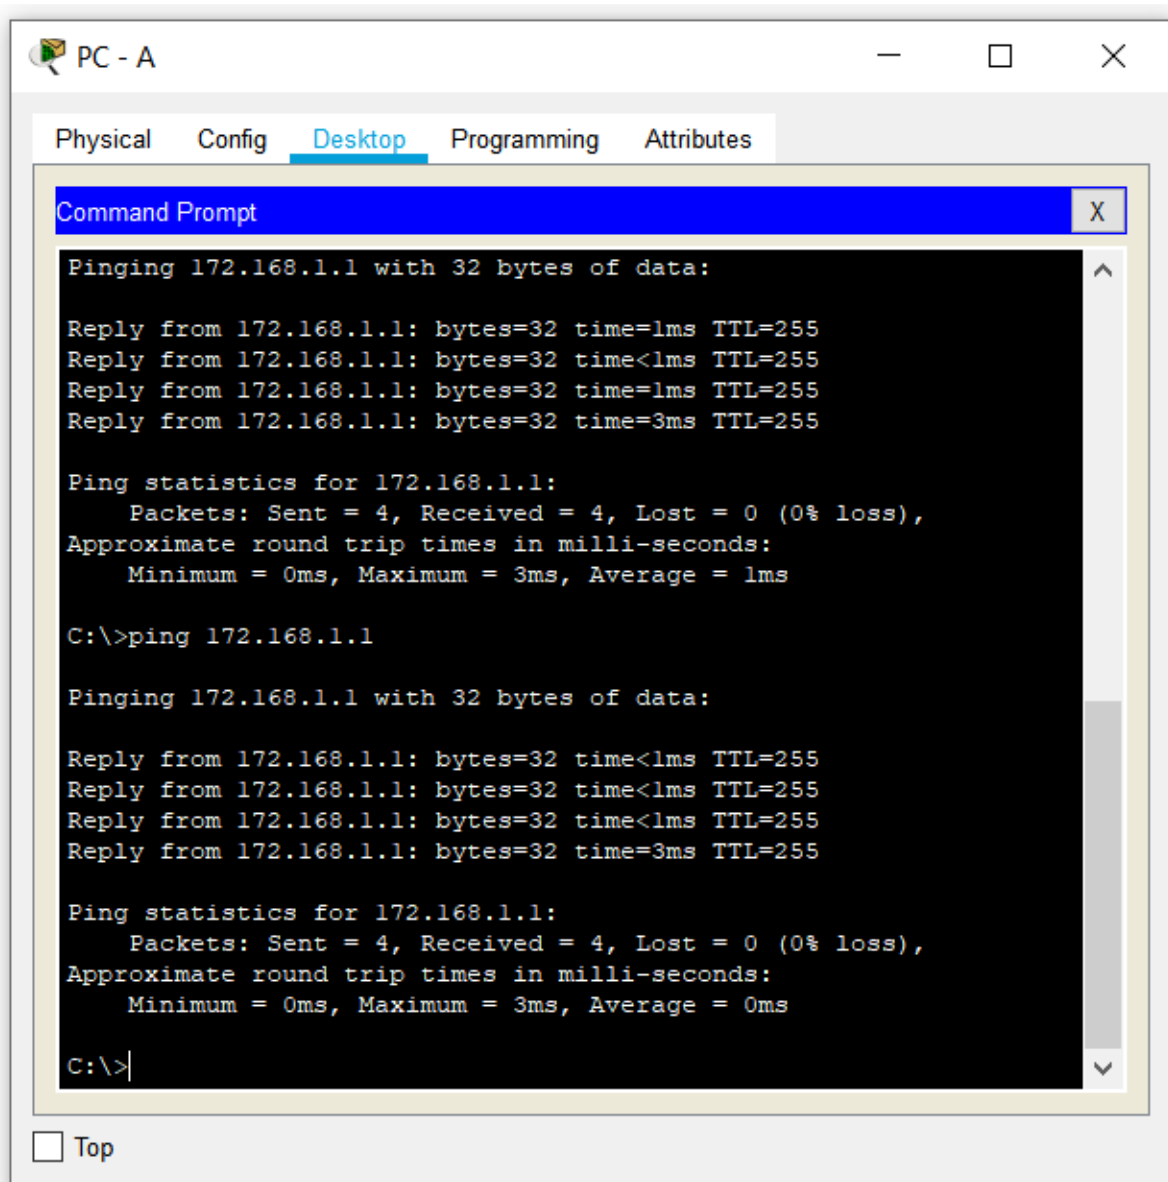 PC - A
Physical Config Desktop Programming Attributes
Command Prompt X
Pinging 172.168.1.1 with 32 bytes of data:
Reply from 172.168.1.1: bytes=32 time=1ms TTL=255
Reply from 172.168.1.1: bytes=32 time<1ms TTL=255
Reply from 172.168.1.1: bytes=32 time=1ms TTL=255
Reply from 172.168.1.1: bytes=32 time=3ms TTL=255
Ping statistics for 172.168.1.1:
Packets: Sent = 4, Received = 4, Lost = 0 (0% loss),
Approximate round trip times in milli-seconds:
Minimum = 0ms, Maximum = 3ms, Average = 1ms
C:\>ping 172.168.1.1
Pinging 172.168.1.1 with 32 bytes of data:
Reply from 172.168.1.1: bytes=32 time<1ms TTL=255
Reply from 172.168.1.1: bytes=32 time<1ms TTL=255
Reply from 172.168.1.1: bytes=32 time<1ms TTL=255
Reply from 172.168.1.1: bytes=32 time=3ms TTL=255
Ping statistics for 172.168.1.1:
Packets: Sent = 4, Received = 4, Lost = 0 (0% loss),
Approximate round trip times in milli-seconds:
Minimum = 0ms, Maximum = 3ms, Average = 0ms
C:\>
Top